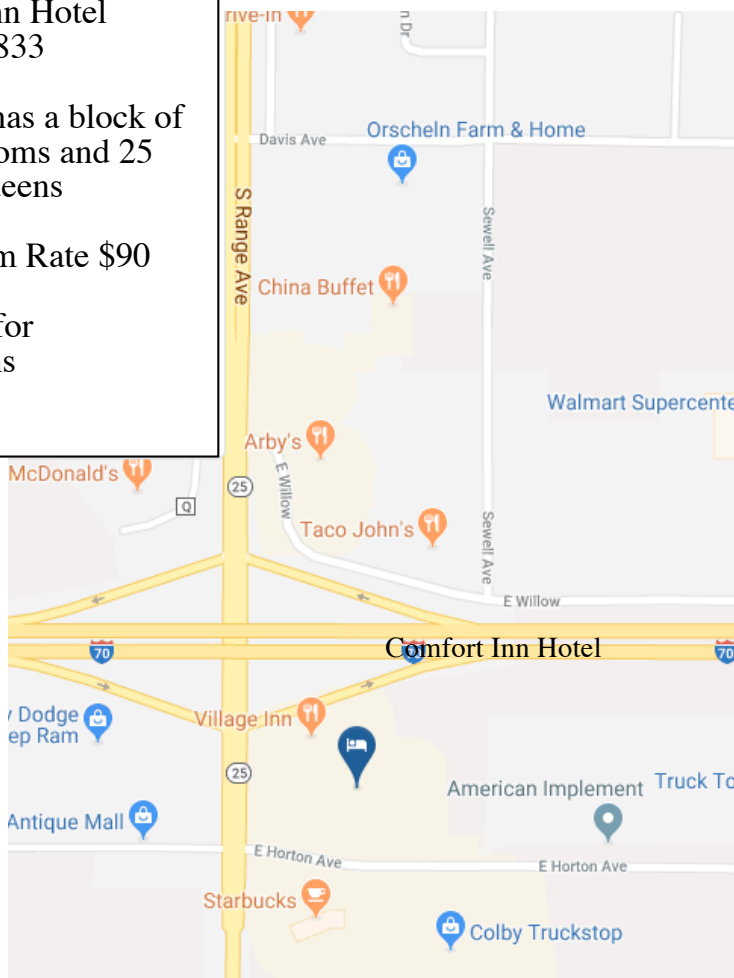 nn Hotel
833
has a block of
oms and 25
eens
m Rate $90
for
s
rive-In
n Dr
Davis Ave
Orscheln Farm & Home
S Range Ave
Sewell Ave
China Buffet
Walmart Supercente
Arby's
McDonald's
25
E Willow
Q
Taco John's
Sewell Ave
E Willow
70
Comfort Inn Hotel
70
Village Inn
y Dodge
ep Ram
25
American Implement
Truck To
Antique Mall
E Horton Ave
E Horton Ave
Starbucks
Colby Truckstop